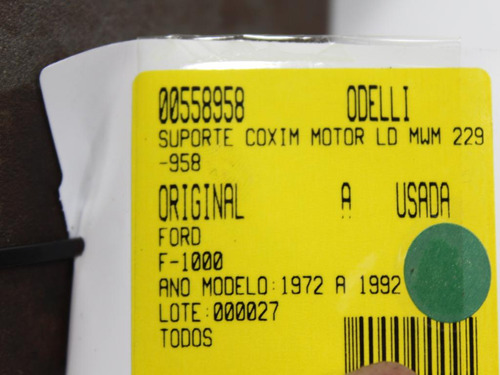 00558958 ODELLI
SUPORTE COXIM MOTOR LD MWM 229
-958
ORIGINAL A USADA
FORD
F-1000
ANO MODELO:1972 A 1992
LOTE:000027
TODOS